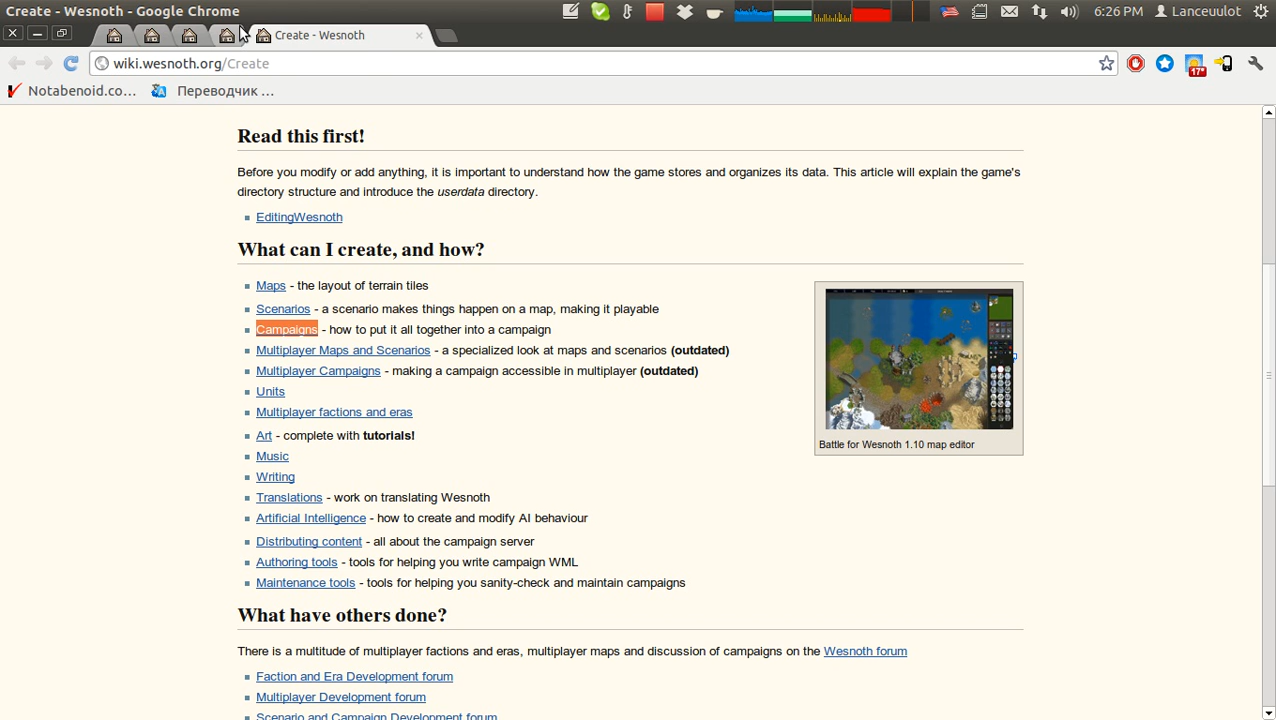 Create - Wesnoth - Google Chrome
6:26 PM Lanceuulot
Create - Wesnoth ×
wiki.wesnoth.org/Create
17°
Notabenoid.co... Переводчик ...
Read this first!
Before you modify or add anything, it is important to understand how the game stores and organizes its data. This article will explain the game's
directory structure and introduce the userdata directory.
EditingWesnoth
What can I create, and how?
Maps - the layout of terrain tiles
Scenarios - a scenario makes things happen on a map, making it playable
Campaigns - how to put it all together into a campaign
Multiplayer Maps and Scenarios - a specialized look at maps and scenarios (outdated)
Multiplayer Campaigns - making a campaign accessible in multiplayer (outdated)
Units
Multiplayer factions and eras
Art - complete with tutorials!
Music
Writing
Translations - work on translating Wesnoth
Artificial Intelligence - how to create and modify AI behaviour
Distributing content - all about the campaign server
Authoring tools - tools for helping you write campaign WML
Maintenance tools - tools for helping you sanity-check and maintain campaigns
Battle for Wesnoth 1.10 map editor
What have others done?
There is a multitude of multiplayer factions and eras, multiplayer maps and discussion of campaigns on the Wesnoth forum
Faction and Era Development forum
Multiplayer Development forum
Scenario and Campaign Development forum